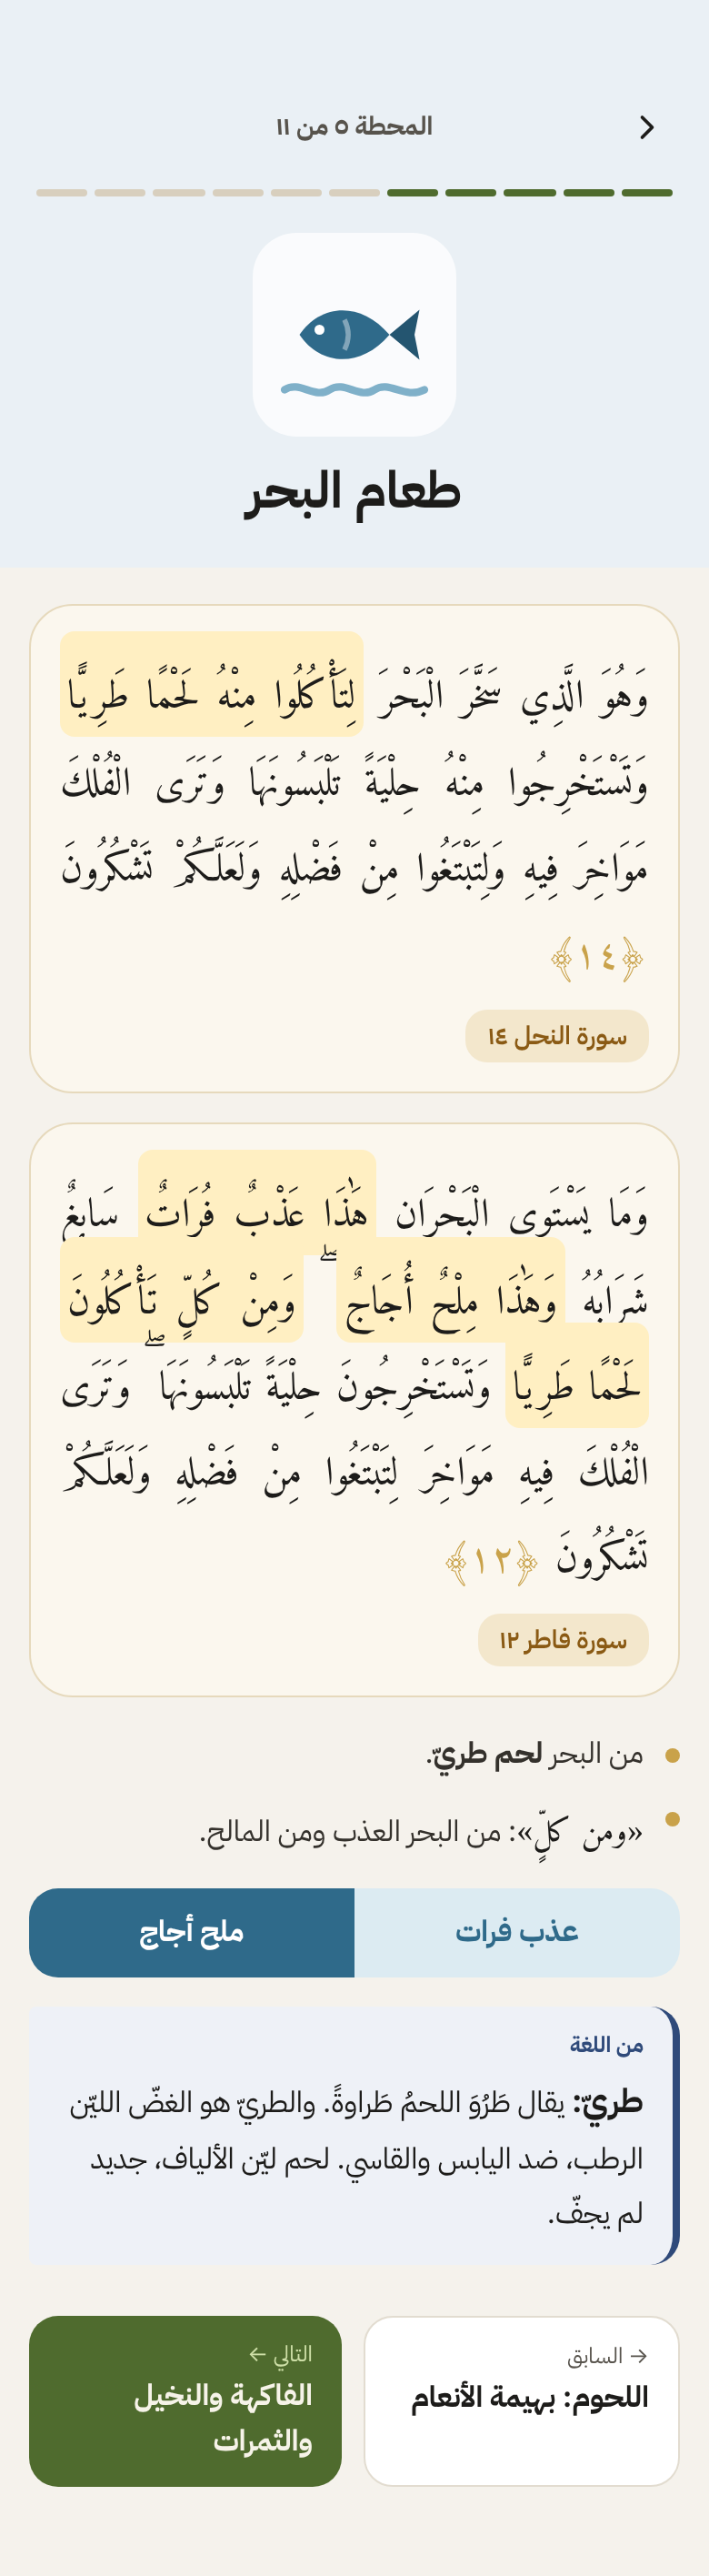 المحطة ٥ من ١١
طعام البحر
وَهُوَ الَّذِي سَخَّرَ الْبَحْرَ لِتَأْكُلُوا مِنْهُ لَحْمًا طَرِيًّا
وَتَسْتَخْرِجُوا مِنْهُ حِلْيَةً تَلْبَسُونَهَا وَتَرَى الْفُلْكَ
مَوَاخِرَ فِيهِ وَلِتَبْتَغُوا مِنْ فَضْلِهِ وَلَعَلَّكُمْ تَشْكُرُونَ
﴿١٤﴾
سورة النحل ١٤
وَمَا يَسْتَوِي الْبَحْرَانِ هَٰذَا عَذْبٌ فُرَاتٌ سَابِغٌ
شَرَابُهُ وَهَٰذَا مِلْحٌ أُجَاجٌ ۖ وَمِنْ كُلٍّ تَأْكُلُونَ
لَحْمًا طَرِيًّا وَتَسْتَخْرِجُونَ حِلْيَةً تَلْبَسُونَهَا ۖ وَتَرَى
الْفُلْكَ فِيهِ مَوَاخِرَ لِتَبْتَغُوا مِنْ فَضْلِهِ وَلَعَلَّكُمْ
تَشْكُرُونَ ﴿١٢﴾
سورة فاطر ١٢
من البحر لحم طريّ.
«ومن كلٍّ»: من البحر العذب ومن المالح.
عذب فرات
ملح أجاج
من اللغة
طريّ: يقال طَرُوَ اللحمُ طَراوةً. والطريّ هو الغضّ الليّن
الرطب، ضد اليابس والقاسي. لحم ليّن الألياف، جديد
لم يجفّ.
→ السابق
اللحوم: بهيمة الأنعام
التالي ←
الفاكهة والنخيل
والثمرات